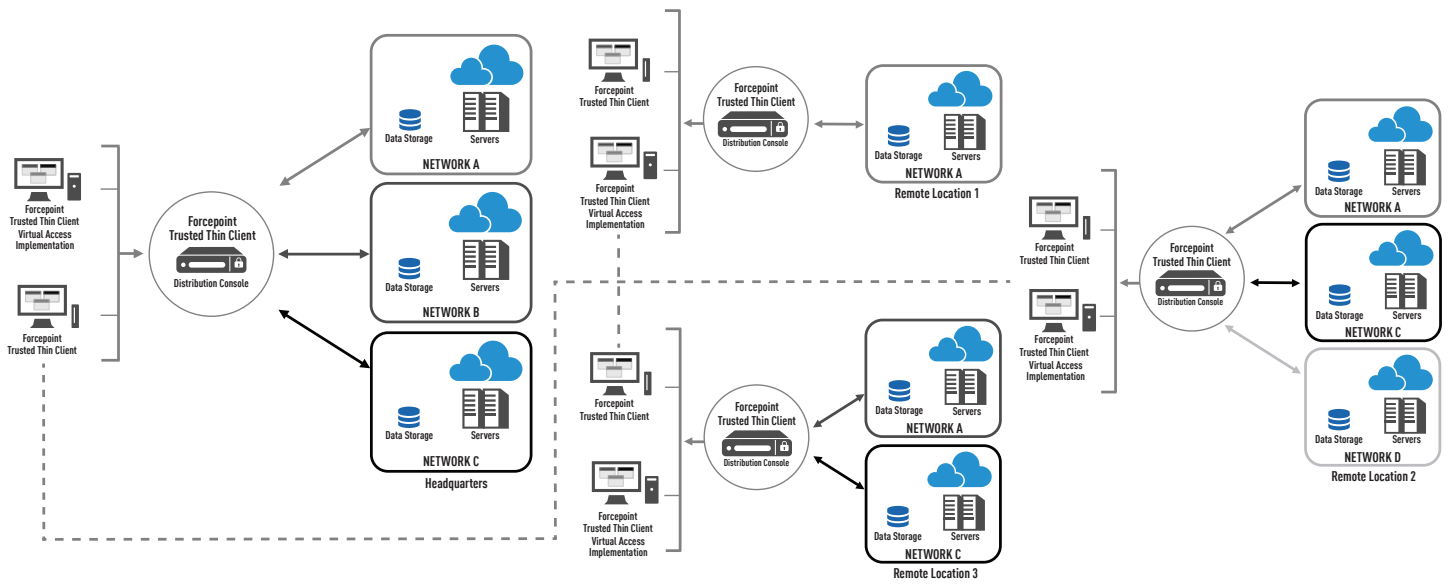 Forcepoint
Trusted Thin Client
Virtual Access
Implementation
Forcepoint
Trusted Thin Client
Forcepoint
Trusted Thin Client
Distribution Console
Data Storage
Servers
NETWORK A
Data Storage
Servers
NETWORK B
Data Storage
Servers
NETWORK C
Headquarters
Forcepoint
Trusted Thin Client
Forcepoint
Trusted Thin Client
Virtual Access
Implementation
Forcepoint
Trusted Thin Client
Distribution Console
Data Storage
Servers
NETWORK A
Remote Location 1
Forcepoint
Trusted Thin Client
Forcepoint
Trusted Thin Client
Virtual Access
Implementation
Forcepoint
Trusted Thin Client
Distribution Console
Data Storage
Servers
NETWORK A
Data Storage
Servers
NETWORK C
Remote Location 3
Forcepoint
Trusted Thin Client
Forcepoint
Trusted Thin Client
Virtual Access
Implementation
Forcepoint
Trusted Thin Client
Distribution Console
Data Storage
Servers
NETWORK A
Data Storage
Servers
NETWORK C
Data Storage
Servers
NETWORK D
Remote Location 2